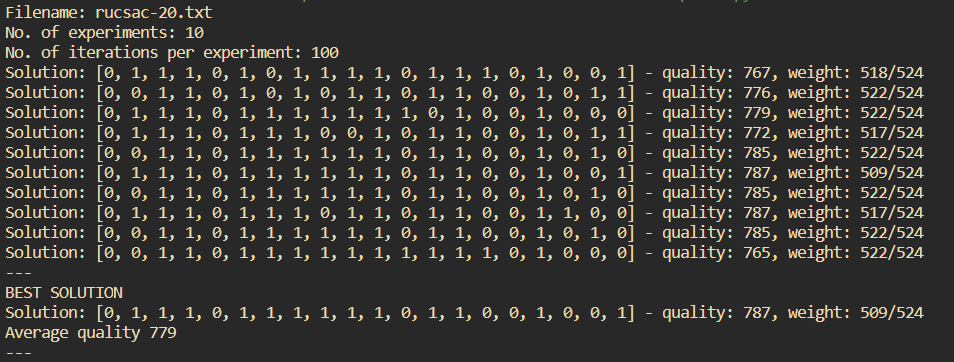 Filename: rucsac-20.txt
No. of experiments: 10
No. of iterations per experiment: 100
Solution: [0, 1, 1, 1, 0, 1, 0, 1, 1, 1, 1, 0, 1, 1, 1, 0, 1, 0, 0, 1] - quality: 767, weight: 518/524
Solution: [0, 0, 1, 1, 0, 1, 0, 1, 0, 1, 1, 0, 1, 1, 1, 0, 1, 0, 1, 1] - quality: 776, weight: 522/524
Solution: [0, 1, 1, 1, 0, 1, 1, 1, 1, 1, 1, 1, 0, 1, 0, 0, 1, 0, 0, 0] - quality: 779, weight: 522/524
Solution: [0, 1, 1, 1, 0, 1, 1, 1, 0, 0, 1, 0, 1, 1, 0, 0, 1, 0, 1, 1] - quality: 772, weight: 517/524
Solution: [0, 0, 1, 1, 0, 1, 1, 1, 1, 1, 1, 0, 1, 1, 0, 0, 1, 0, 1, 0] - quality: 785, weight: 522/524
Solution: [0, 1, 1, 1, 0, 1, 1, 1, 1, 1, 1, 0, 1, 1, 0, 0, 1, 0, 0, 1] - quality: 787, weight: 509/524
Solution: [0, 0, 1, 1, 0, 1, 1, 1, 1, 1, 1, 0, 1, 1, 0, 0, 1, 0, 1, 0] - quality: 785, weight: 522/524
Solution: [0, 1, 1, 1, 0, 1, 1, 1, 0, 1, 1, 0, 1, 1, 0, 0, 1, 1, 0, 0] - quality: 787, weight: 517/524
Solution: [0, 0, 1, 1, 0, 1, 1, 1, 1, 1, 1, 0, 1, 1, 0, 0, 1, 0, 1, 0] - quality: 785, weight: 522/524
Solution: [0, 0, 1, 1, 0, 1, 1, 1, 1, 1, 1, 1, 1, 1, 1, 0, 1, 0, 0, 0] - quality: 765, weight: 522/524
---
BEST SOLUTION
Solution: [0, 1, 1, 1, 0, 1, 1, 1, 1, 1, 1, 0, 1, 1, 0, 0, 1, 0, 0, 1] - quality: 787, weight: 509/524
Average quality 779
---